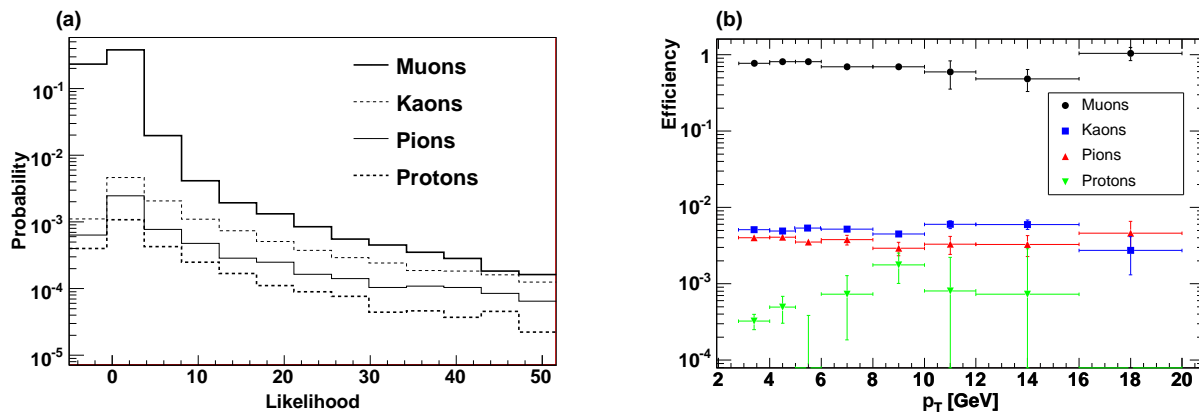 (a)
Probability
10⁻¹
10⁻²
10⁻³
10⁻⁴
10⁻⁵
Muons
Kaons
Pions
Protons
0 10 20 30 40 50
Likelihood
(b)
Efficiency
1
10⁻¹
10⁻²
10⁻³
10⁻⁴
Muons
Kaons
Pions
Protons
2 4 6 8 10 12 14 16 18 20
p_T [GeV]